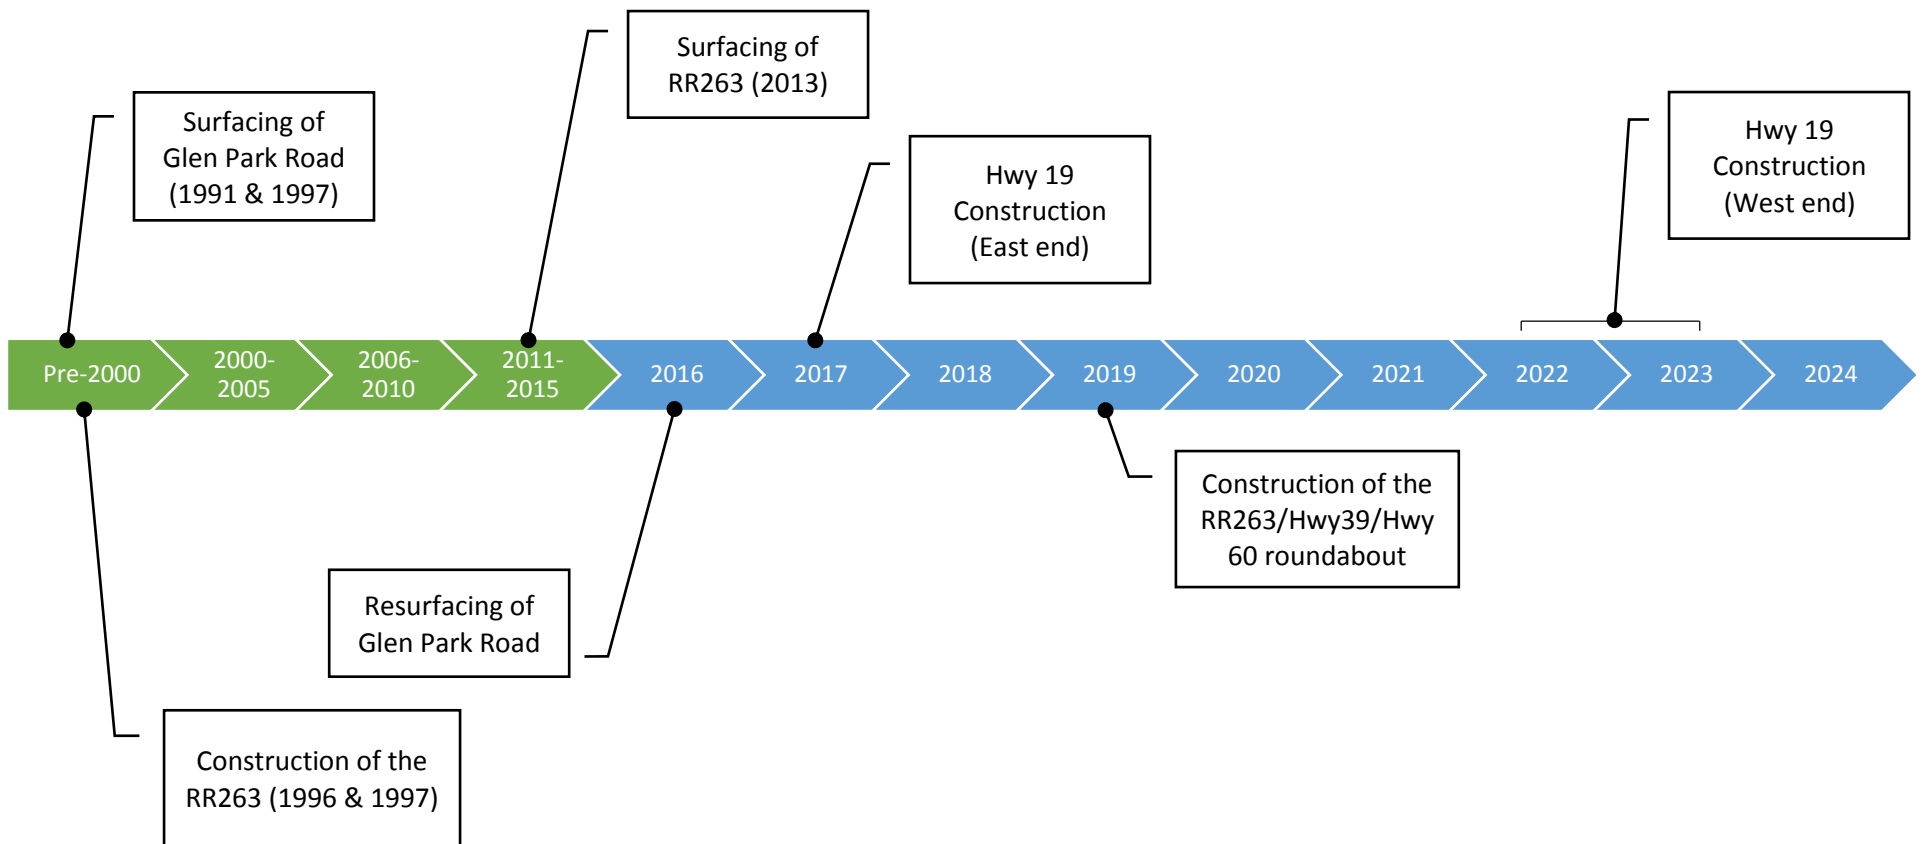 Surfacing of
RR263 (2013)
Surfacing of
Glen Park Road
(1991 & 1997)
Hwy 19
Construction
(East end)
Hwy 19
Construction
(West end)
Pre-2000
2000-
2005
2006-
2010
2011-
2015
2016
2017
2018
2019
2020
2021
2022
2023
2024
Construction of the
RR263/Hwy39/Hwy
60 roundabout
Resurfacing of
Glen Park Road
Construction of the
RR263 (1996 & 1997)